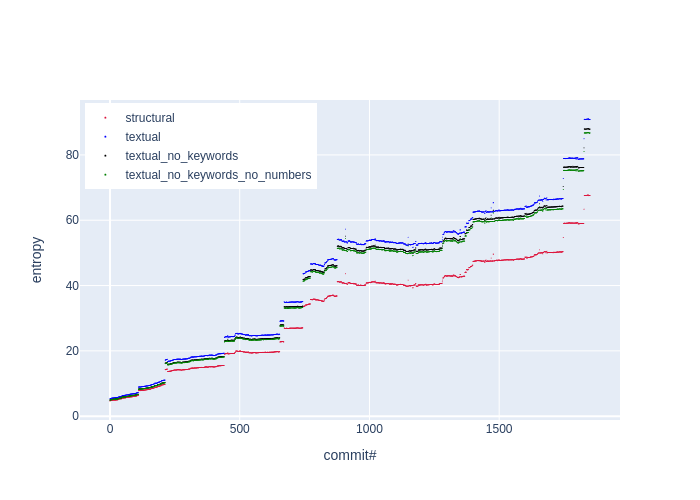 structural
textual
textual_no_keywords
textual_no_keywords_no_numbers
80
60
40
20
0
0 500 1000 1500
entropy
commit#